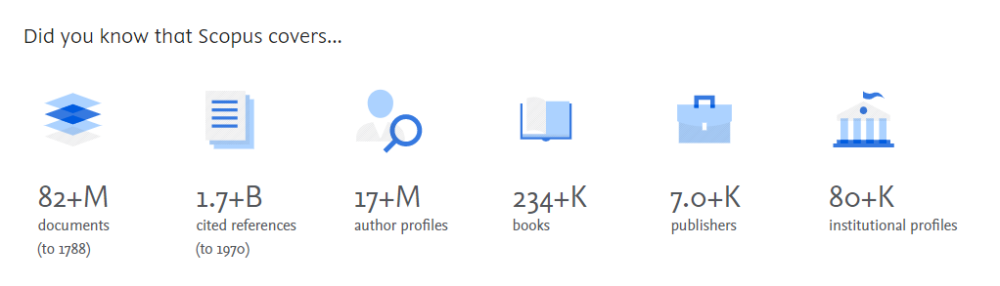 Did you know that Scopus covers...
82+M
documents
(to 1788)
1.7+B
cited references
(to 1970)
17+M
author profiles
234+K
books
7.0+K
publishers
80+K
institutional profiles